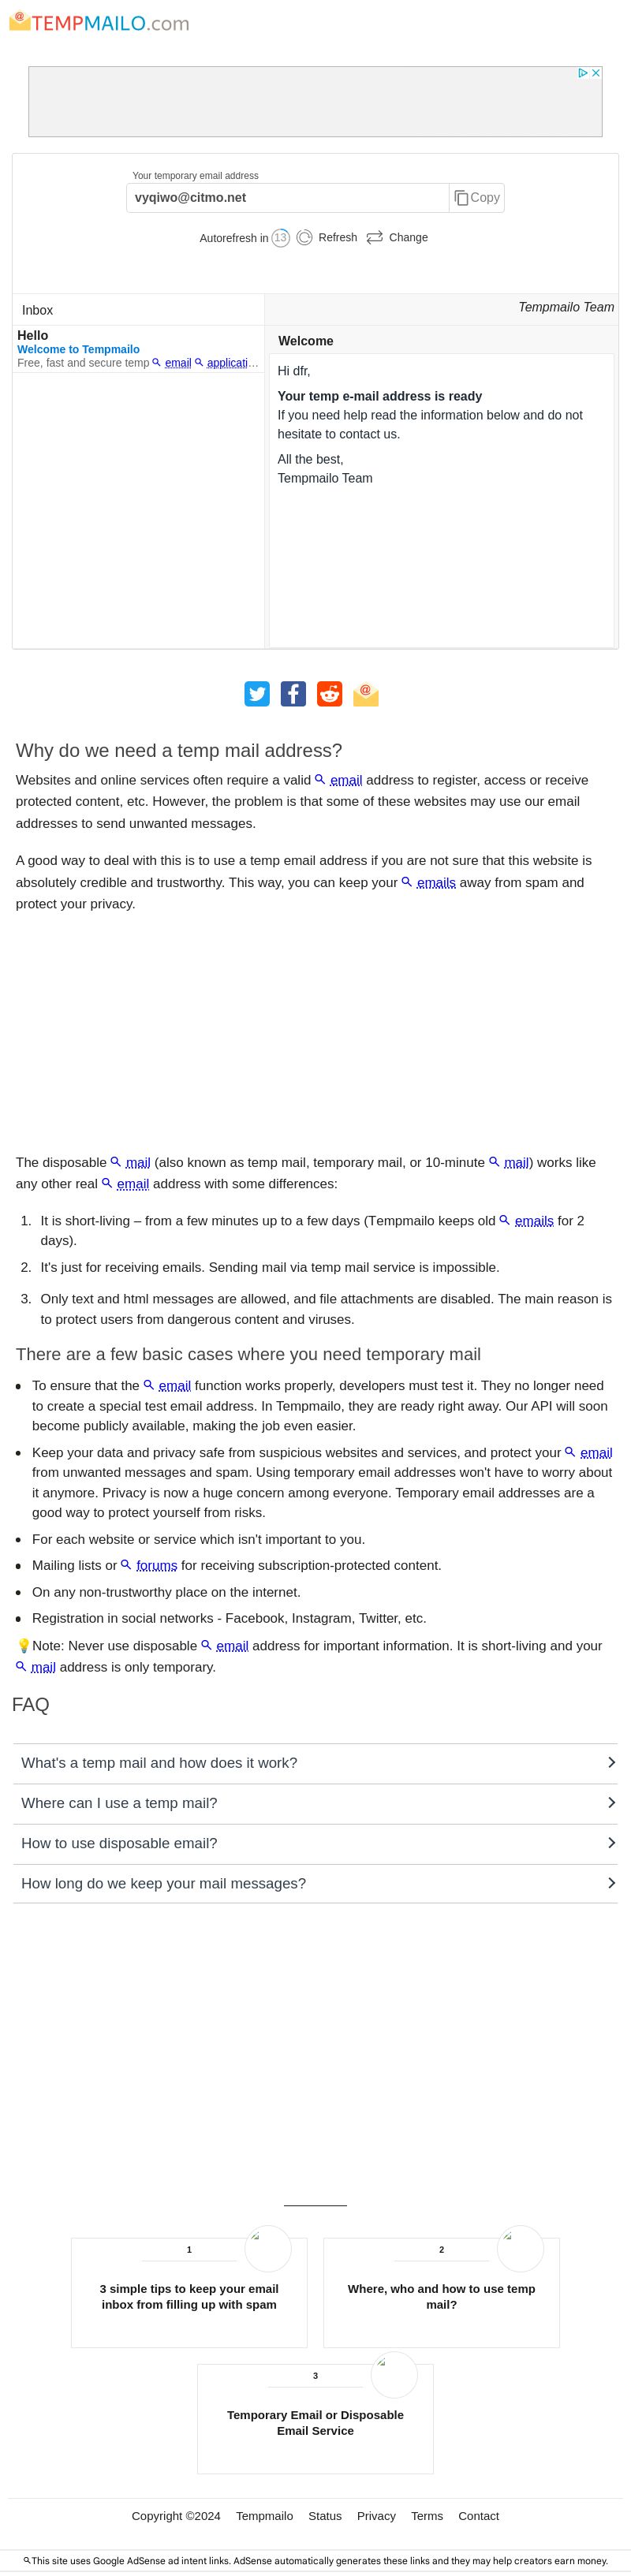 TEMPMAILO.com
Your temporary email address
vyqiwo@citmo.net
Copy
Autorefresh in 13 Refresh Change
Inbox
Tempmailo Team
Hello
Welcome to Tempmailo
Free, fast and secure temp email applicati…
Welcome
Hi dfr,
Your temp e-mail address is ready
If you need help read the information below and do not
hesitate to contact us.
All the best,
Tempmailo Team
Why do we need a temp mail address?
Websites and online services often require a valid email address to register, access or receive
protected content, etc. However, the problem is that some of these websites may use our email
addresses to send unwanted messages.
A good way to deal with this is to use a temp email address if you are not sure that this website is
absolutely credible and trustworthy. This way, you can keep your emails away from spam and
protect your privacy.
The disposable mail (also known as temp mail, temporary mail, or 10-minute mail) works like
any other real email address with some differences:
1. It is short-living – from a few minutes up to a few days (Tempmailo keeps old emails for 2
days).
2. It's just for receiving emails. Sending mail via temp mail service is impossible.
3. Only text and html messages are allowed, and file attachments are disabled. The main reason is
to protect users from dangerous content and viruses.
There are a few basic cases where you need temporary mail
• To ensure that the email function works properly, developers must test it. They no longer need
to create a special test email address. In Tempmailo, they are ready right away. Our API will soon
become publicly available, making the job even easier.
• Keep your data and privacy safe from suspicious websites and services, and protect your email
from unwanted messages and spam. Using temporary email addresses won't have to worry about
it anymore. Privacy is now a huge concern among everyone. Temporary email addresses are a
good way to protect yourself from risks.
• For each website or service which isn't important to you.
• Mailing lists or forums for receiving subscription-protected content.
• On any non-trustworthy place on the internet.
• Registration in social networks - Facebook, Instagram, Twitter, etc.
💡Note: Never use disposable email address for important information. It is short-living and your
mail address is only temporary.
FAQ
What's a temp mail and how does it work?
Where can I use a temp mail?
How to use disposable email?
How long do we keep your mail messages?
1
3 simple tips to keep your email
inbox from filling up with spam
2
Where, who and how to use temp
mail?
3
Temporary Email or Disposable
Email Service
Copyright ©2024 Tempmailo Status Privacy Terms Contact
This site uses Google AdSense ad intent links. AdSense automatically generates these links and they may help creators earn money.